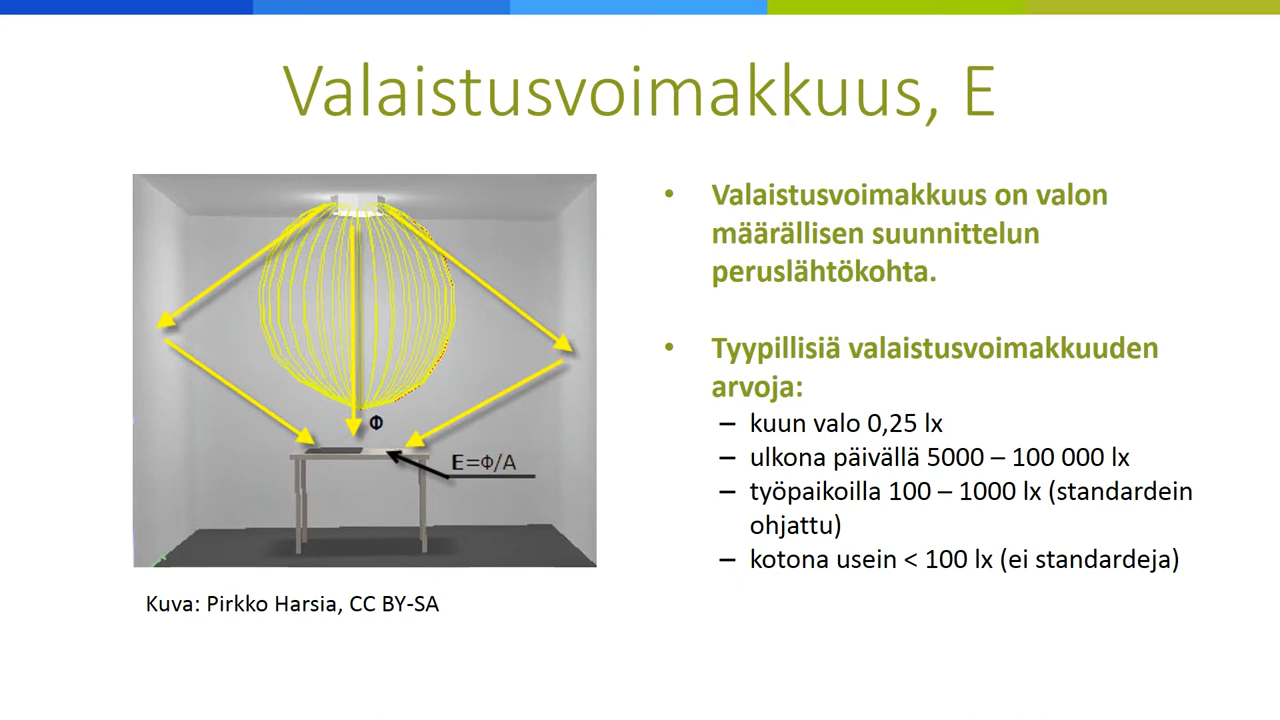 Valaistusvoimakkuus, E
Φ
E=Φ/A
Kuva: Pirkko Harsia, CC BY-SA
• Valaistusvoimakkuus on valon
määrällisen suunnittelun
peruslähtökohta.
• Tyypillisiä valaistusvoimakkuuden
arvoja:
– kuun valo 0,25 lx
– ulkona päivällä 5000 – 100 000 lx
– työpaikoilla 100 – 1000 lx (standardein
ohjattu)
– kotona usein < 100 lx (ei standardeja)